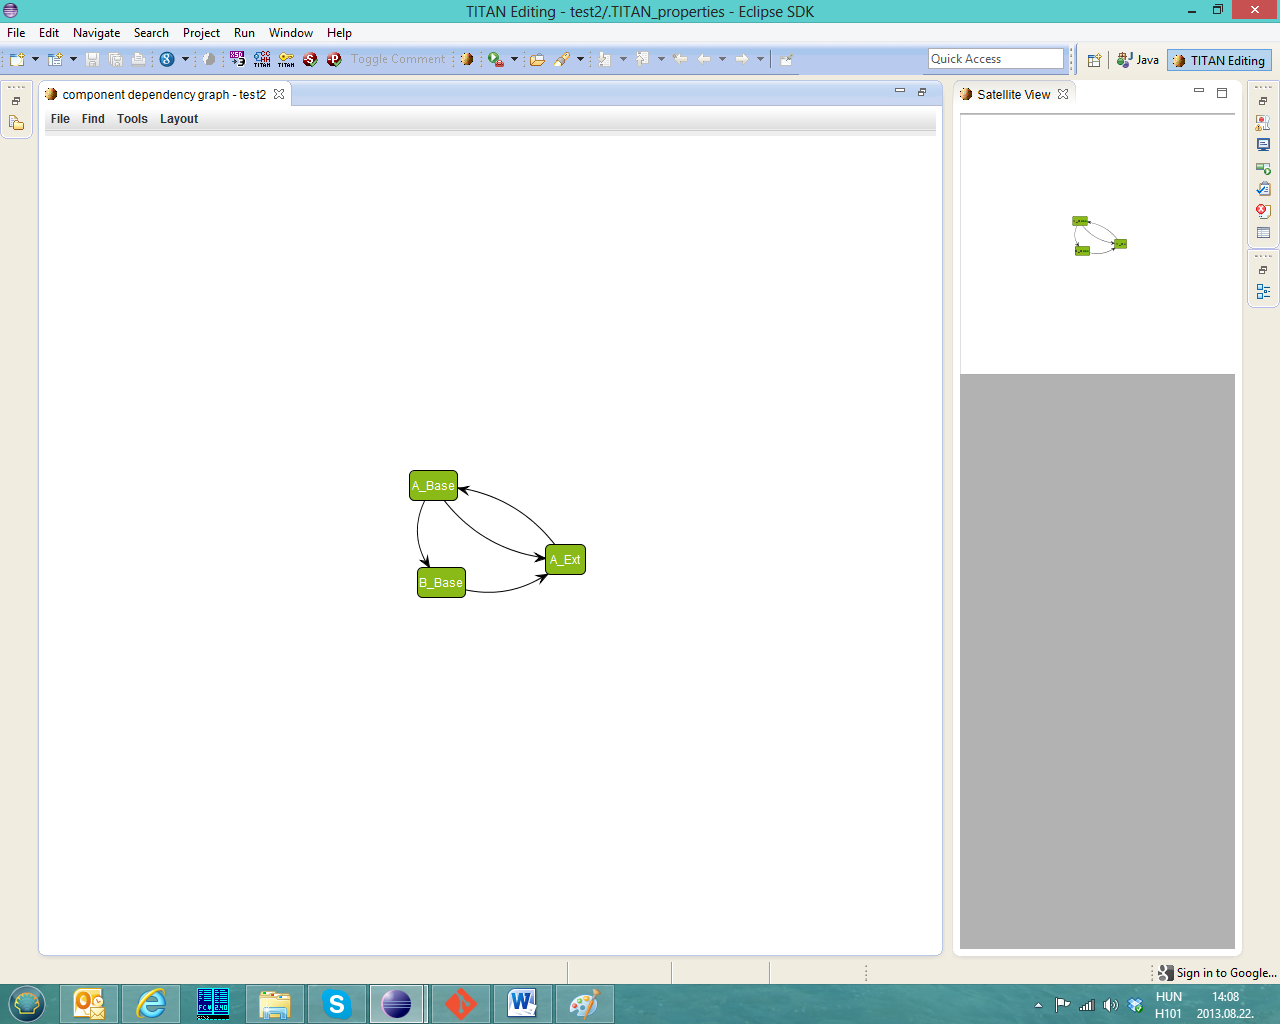 TITAN Editing - test2/.TITAN_properties - Eclipse SDK
File Edit Navigate Search Project Run Window Help
Toggle Comment
Quick Access
Java
TITAN Editing
component dependency graph - test2
Satellite View
File Find Tools Layout
A_Base
A_Ext
B_Base
Sign in to Google...
HUN 14:08
H101 2013.08.22.